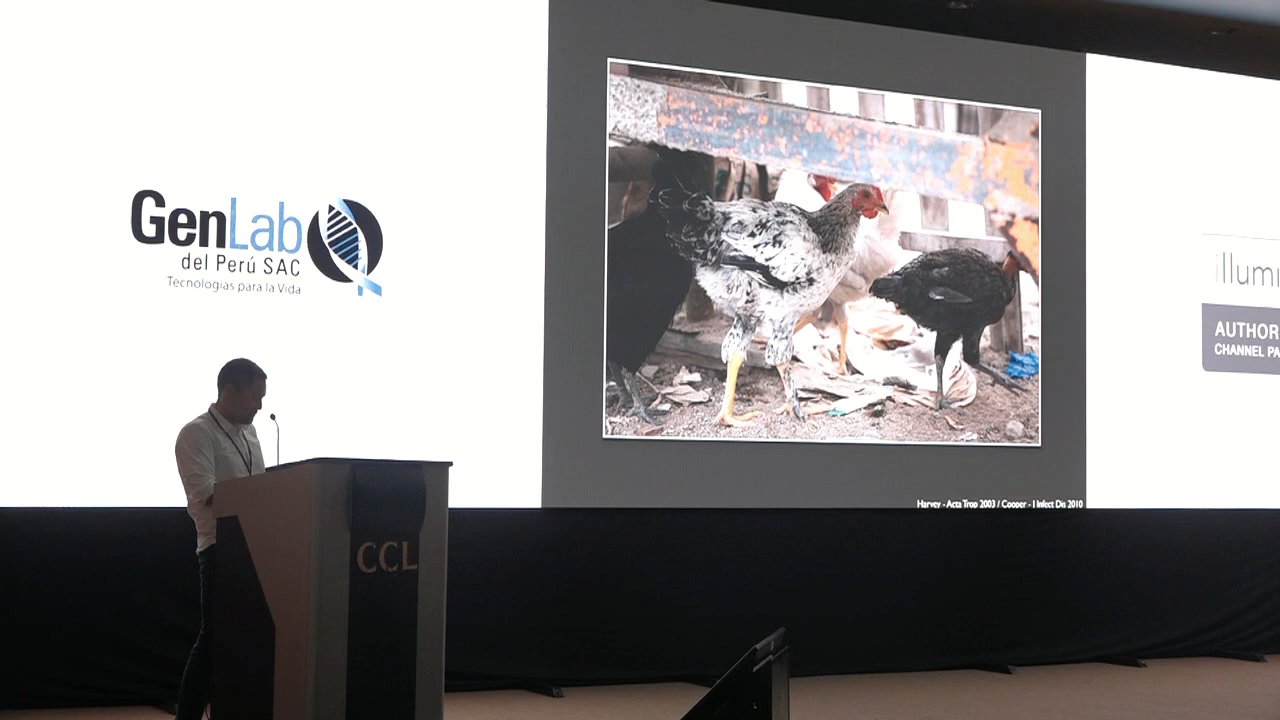 GenLab
del Perú SAC
Tecnologías para la Vida
illumi
AUTHOR
CHANNEL PA
Harvey - Acta Trop 2003 / Cooper - J Infect Dis 2010
CCL